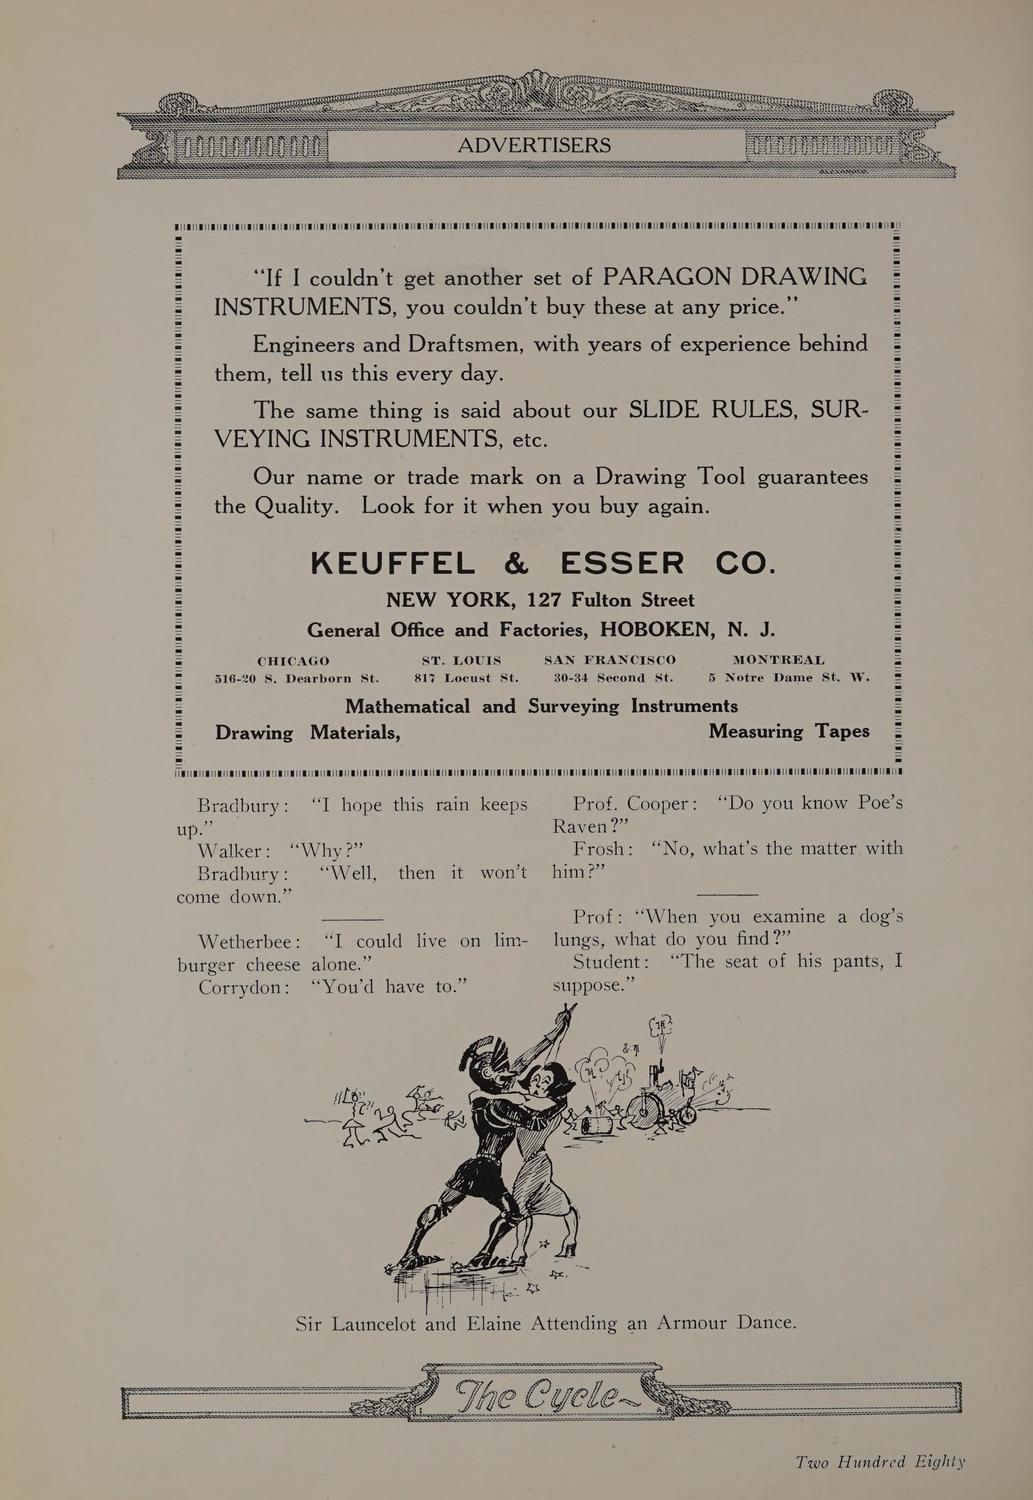 ADVERTISERS
ALEXANDER.
“If I couldn’t get another set of PARAGON DRAWING
INSTRUMENTS, you couldn’t buy these at any price.”
Engineers and Draftsmen, with years of experience behind
them, tell us this every day.
The same thing is said about our SLIDE RULES, SUR-
VEYING INSTRUMENTS, etc.
Our name or trade mark on a Drawing Tool guarantees
the Quality. Look for it when you buy again.
KEUFFEL & ESSER CO.
NEW YORK, 127 Fulton Street
General Office and Factories, HOBOKEN, N. J.
CHICAGO ST. LOUIS SAN FRANCISCO MONTREAL
516-20 S. Dearborn St. 817 Locust St. 30-34 Second St. 5 Notre Dame St. W.
Mathematical and Surveying Instruments
Drawing Materials, Measuring Tapes
Bradbury: “I hope this rain keeps
up.”
Walker: “Why?”
Bradbury: “Well, then it won’t
come down.”
Wetherbee: “I could live on lim-
burger cheese alone.”
Corrydon: “You’d have to.”
Prof. Cooper: “Do you know Poe’s
Raven?”
Frosh: “No, what’s the matter with
him?”
Prof: “When you examine a dog’s
lungs, what do you find?”
Student: “The seat of his pants, I
suppose.”
Sir Launcelot and Elaine Attending an Armour Dance.
The Cycle
Two Hundred Eighty